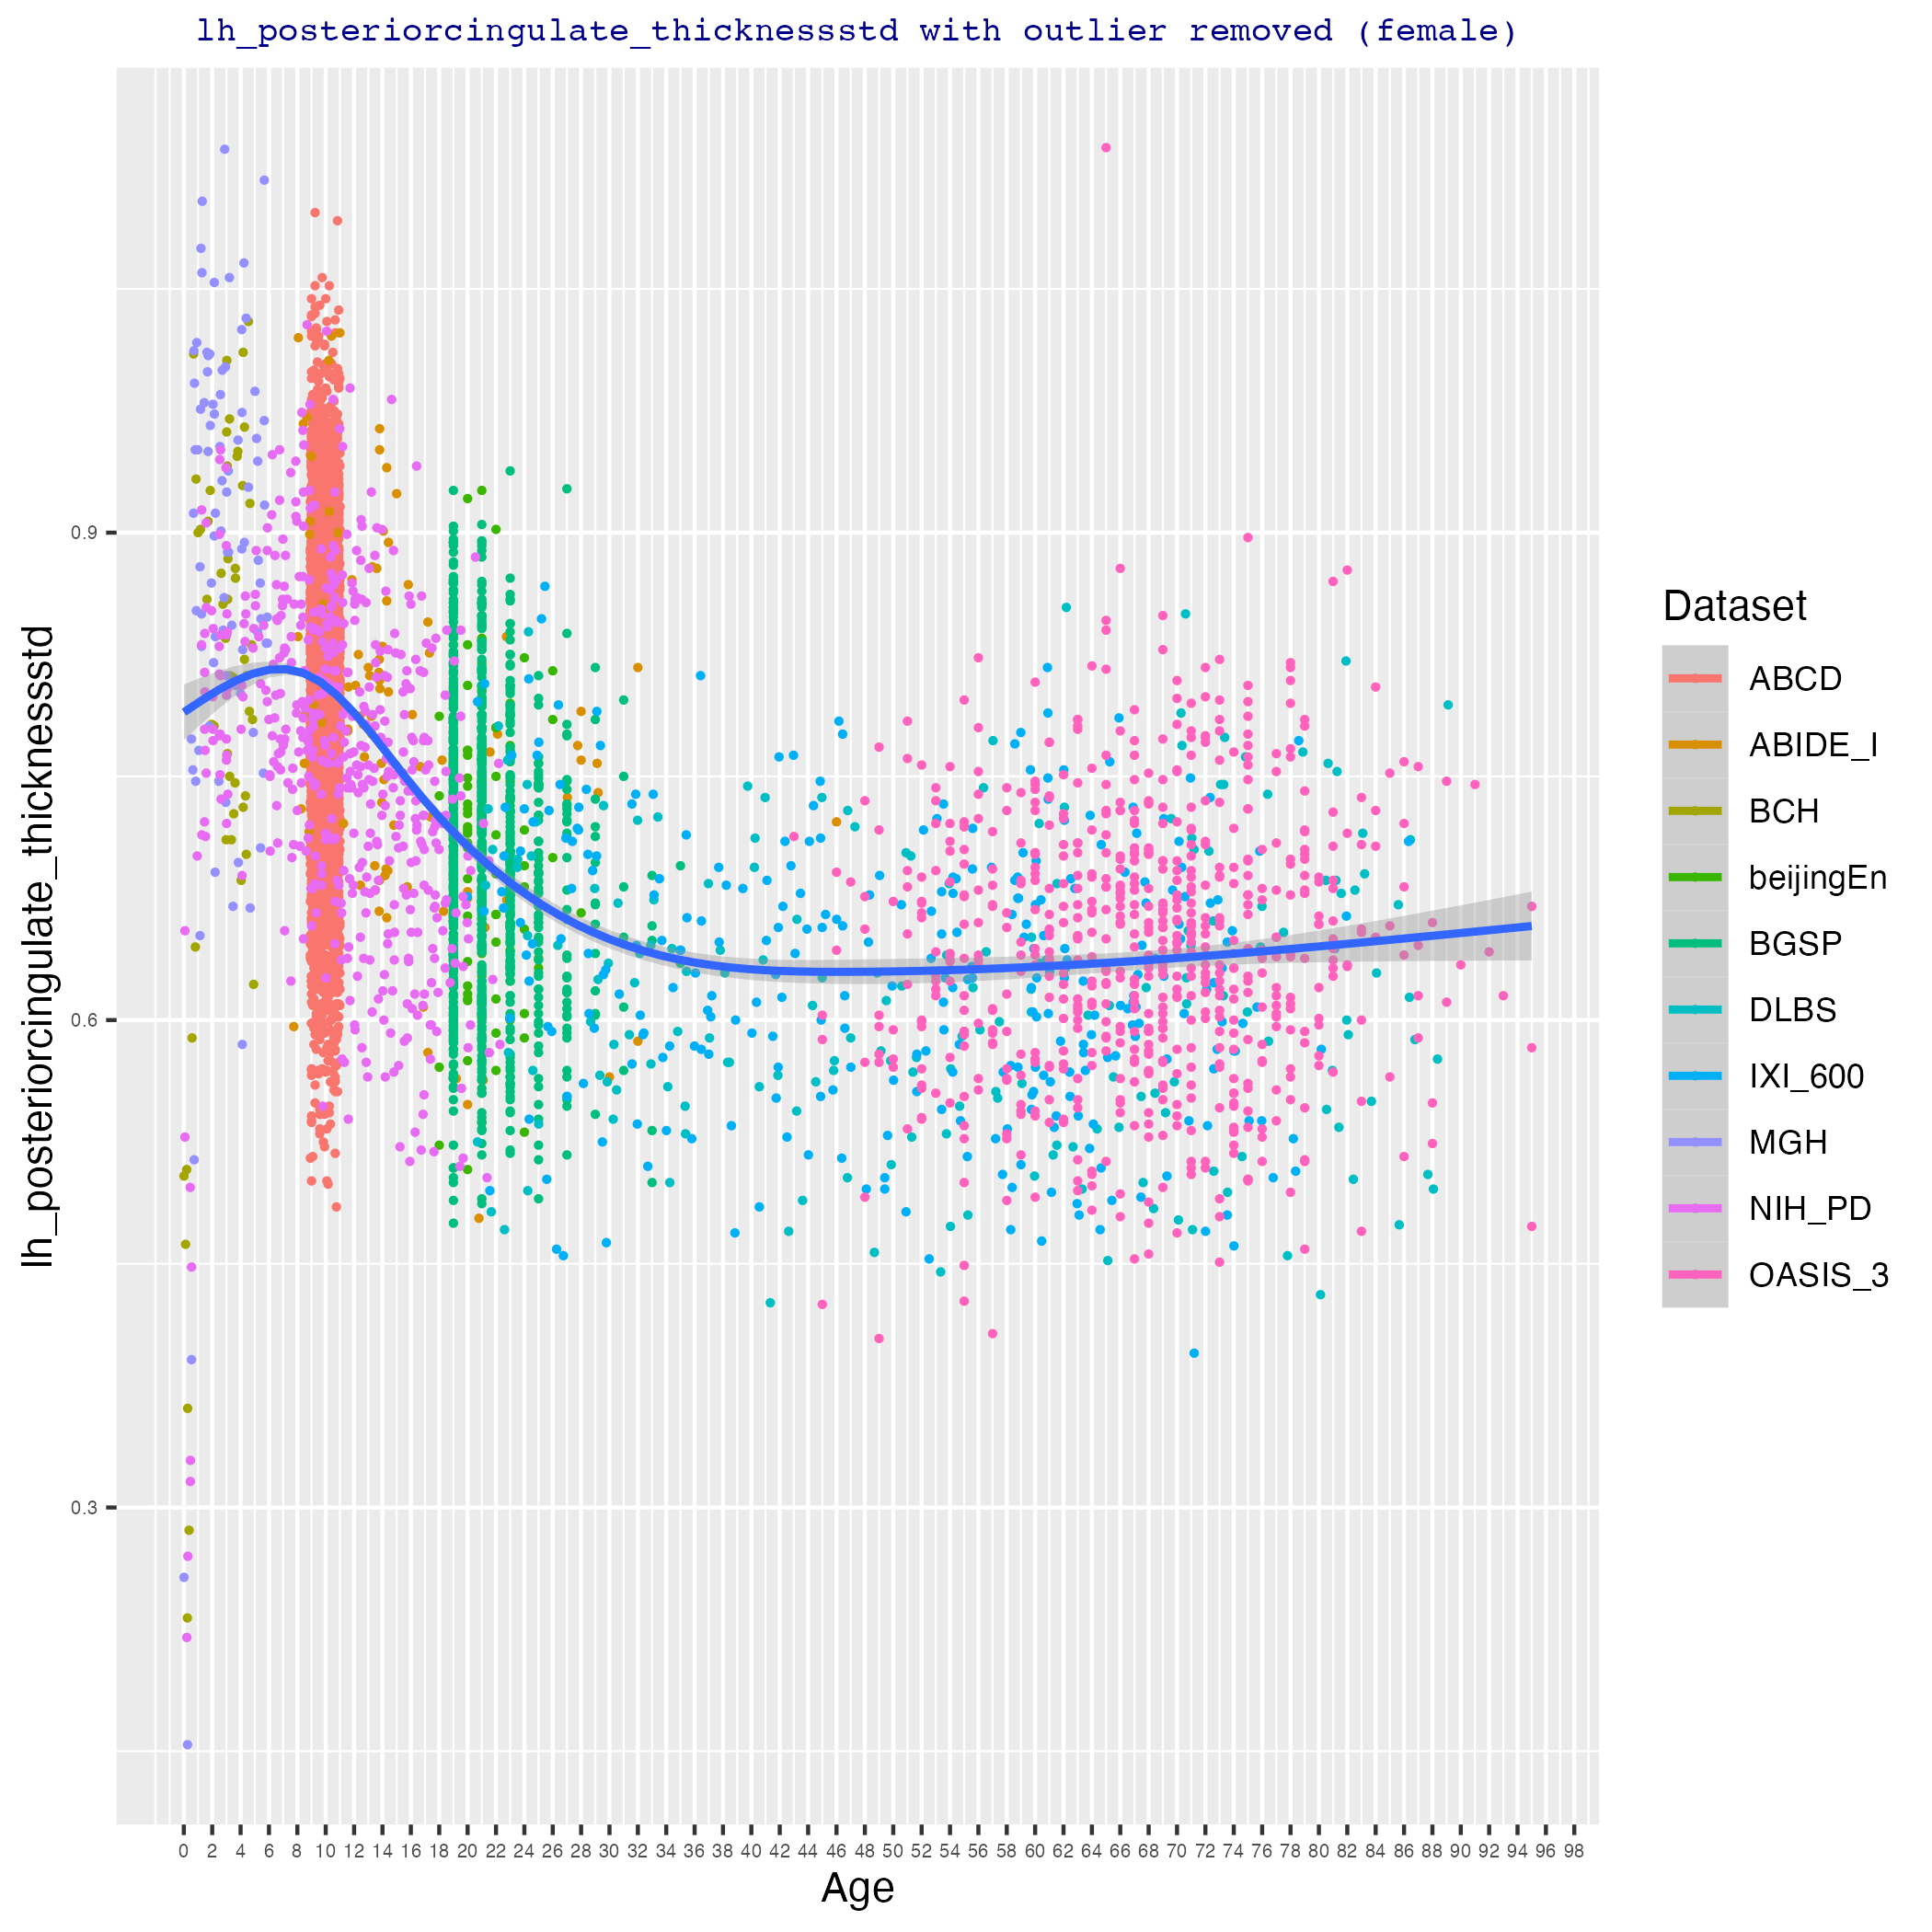 lh_posteriorcingulate_thicknessstd with outlier removed (female)
lh_posteriorcingulate_thicknessstd
0.9
0.6
0.3
0 2 4 6 8 10 12 14 16 18 20 22 24 26 28 30 32 34 36 38 40 42 44 46 48 50 52 54 56 58 60 62 64 66 68 70 72 74 76 78 80 82 84 86 88 90 92 94 96 98
Age
Dataset
ABCD
ABIDE_I
BCH
beijingEn
BGSP
DLBS
IXI_600
MGH
NIH_PD
OASIS_3